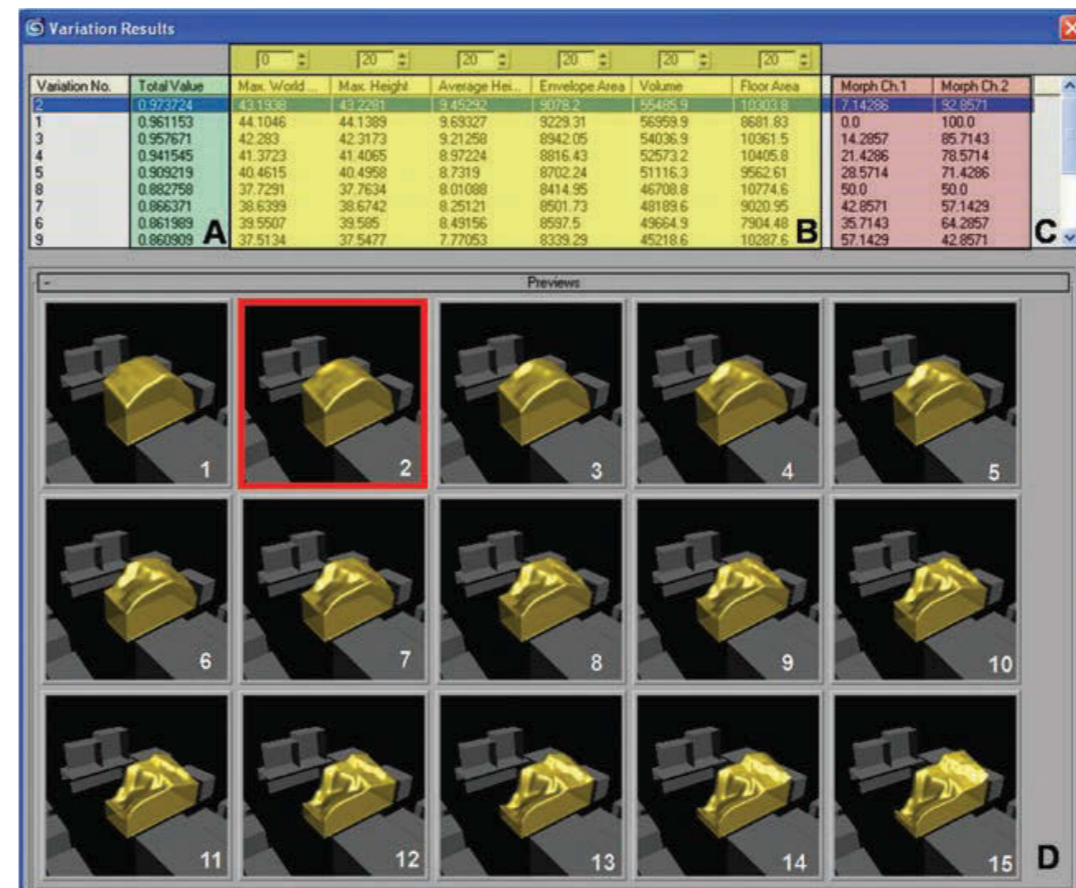 Variation Results
0 20 20 20 20 20
Variation No. Total Value Max. World ... Max. Height Average Hei... Envelope Area Volume Floor Area Morph Ch.1 Morph Ch.2
2 0.973724 43.1938 43.2281 9.45292 9078.2 55485.9 10303.8 7.14286 92.8571
1 0.961153 44.1046 44.1389 9.69327 9229.31 56959.9 8681.83 0.0 100.0
3 0.957671 42.283 42.3173 9.21258 8942.05 54036.9 10361.5 14.2857 85.7143
4 0.941545 41.3723 41.4065 8.97224 8816.43 52573.2 10405.8 21.4286 78.5714
5 0.909219 40.4615 40.4958 8.7319 8702.24 51116.3 9562.61 28.5714 71.4286
8 0.882758 37.7291 37.7634 8.01088 8414.95 46708.8 10774.6 50.0 50.0
7 0.866371 38.6399 38.6742 8.25121 8501.73 48189.6 9020.95 42.8571 57.1429
6 0.861989 39.5507 39.585 8.49156 8597.5 49664.9 7904.48 35.7143 64.2857
9 0.860909 A 37.5134 37.5477 7.77053 8339.29 45218.6 10287.6 B 57.1429 42.8571 C
- Previews
1 2 3 4 5
6 7 8 9 10
11 12 13 14 15 D